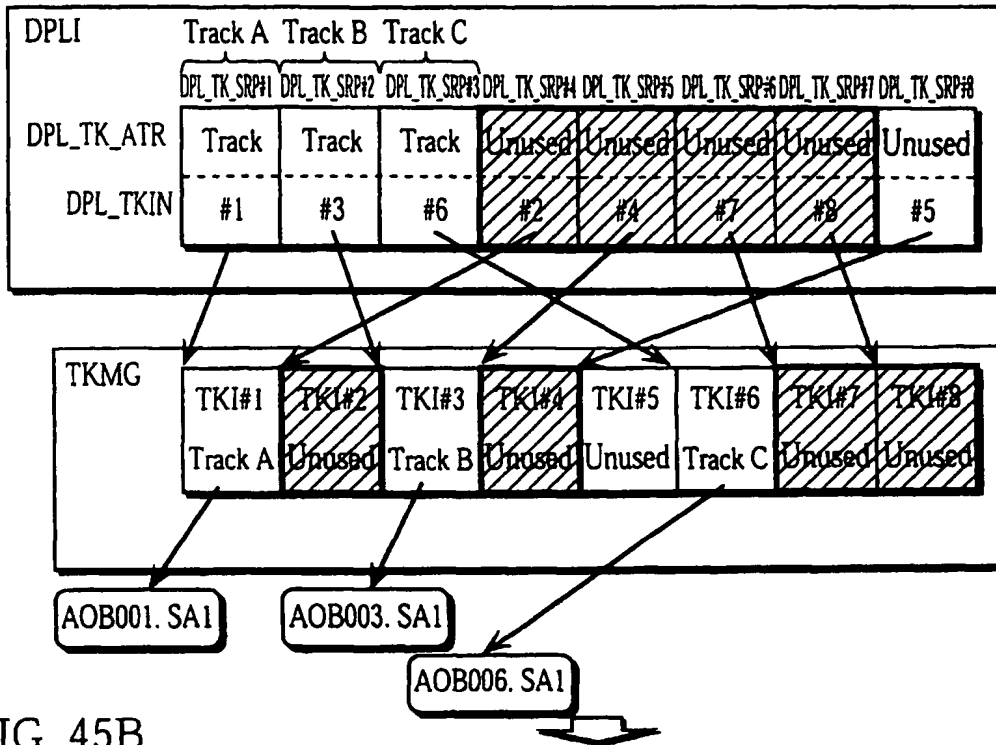 DPLI Track A Track B Track C
DPL_TK_SRP#1 DPL_TK_SRP#2 DPL_TK_SRP#3 DPL_TK_SRP#4 DPL_TK_SRP#5 DPL_TK_SRP#6 DPL_TK_SRP#7 DPL_TK_SRP#8
DPL_TK_ATR Track Track Track Unused Unused Unused Unused Unused
DPL_TKIN #1 #3 #6 #2 #4 #7 #8 #5
TKMG
TKI#1 TKI#2 TKI#3 TKI#4 TKI#5 TKI#6 TKI#7 TKI#8
Track A Unused Track B Unused Unused Track C Unused Unused
AOB001. SA1 AOB003. SA1
AOB006. SA1
IG. 45B